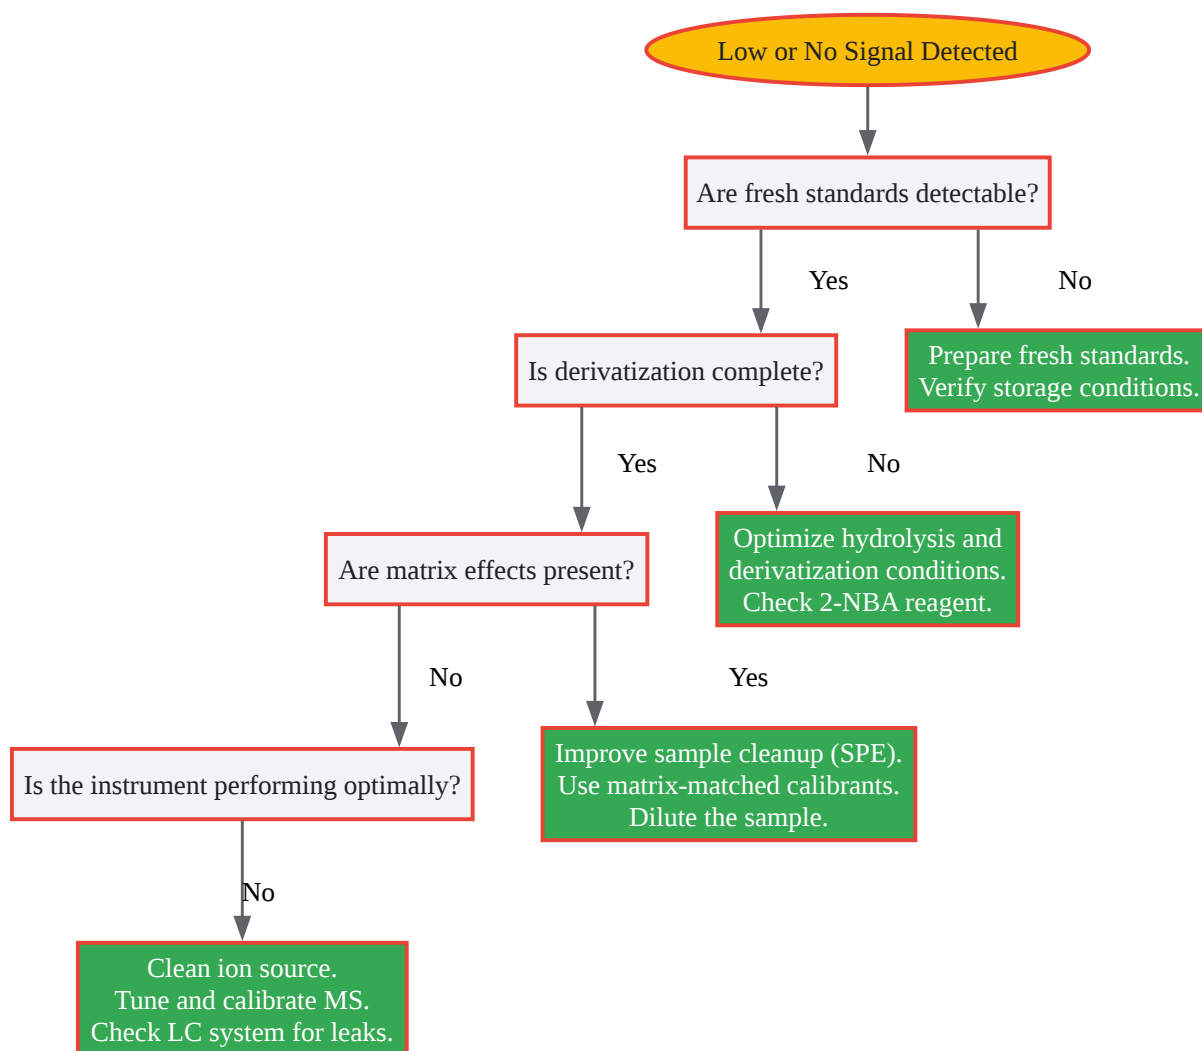 Low or No Signal Detected
Are fresh standards detectable?
Yes
No
Is derivatization complete?
Prepare fresh standards.
Verify storage conditions.
Yes
No
Are matrix effects present?
Optimize hydrolysis and
derivatization conditions.
Check 2-NBA reagent.
No
Yes
Is the instrument performing optimally?
Improve sample cleanup (SPE).
Use matrix-matched calibrants.
Dilute the sample.
No
Clean ion source.
Tune and calibrate MS.
Check LC system for leaks.